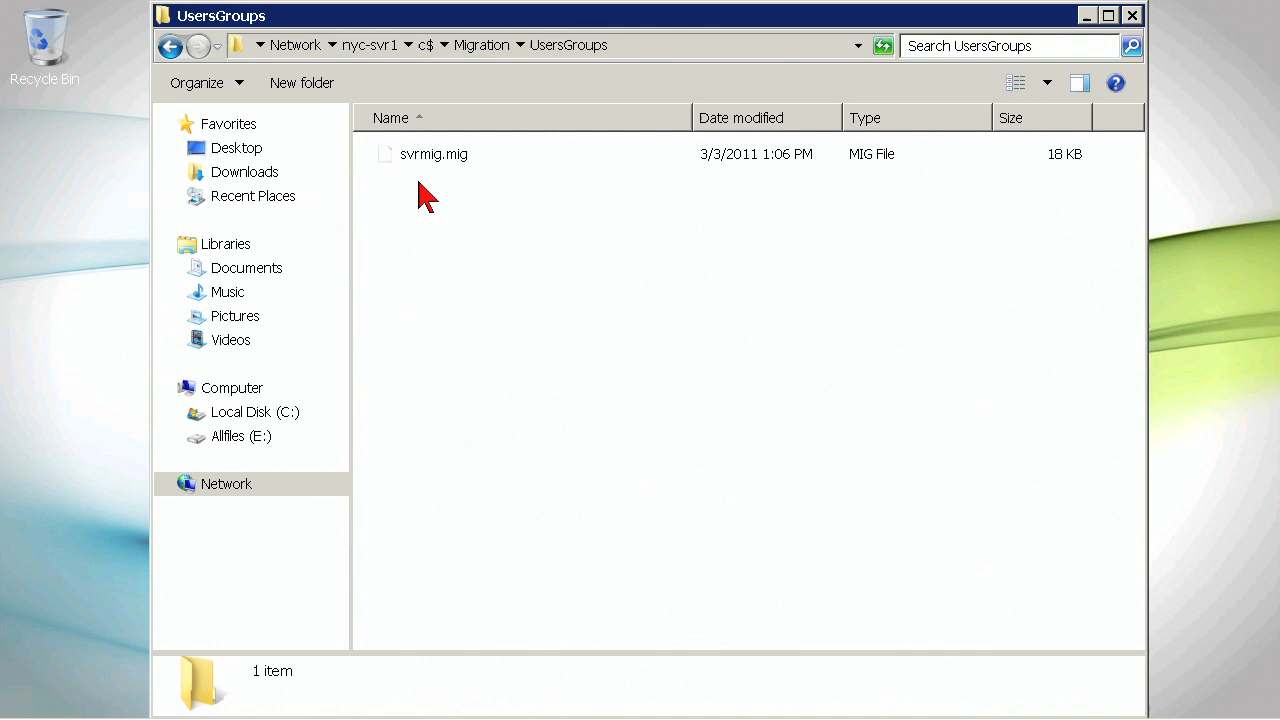 UsersGroups
Recycle Bin
Network nyc-svr1 c$ Migration UsersGroups
Search UsersGroups
Organize New folder
Name Date modified Type Size
svrmig.mig 3/3/2011 1:06 PM MIG File 18 KB
Favorites
Desktop
Downloads
Recent Places
Libraries
Documents
Music
Pictures
Videos
Computer
Local Disk (C:)
Allfiles (E:)
Network
1 item